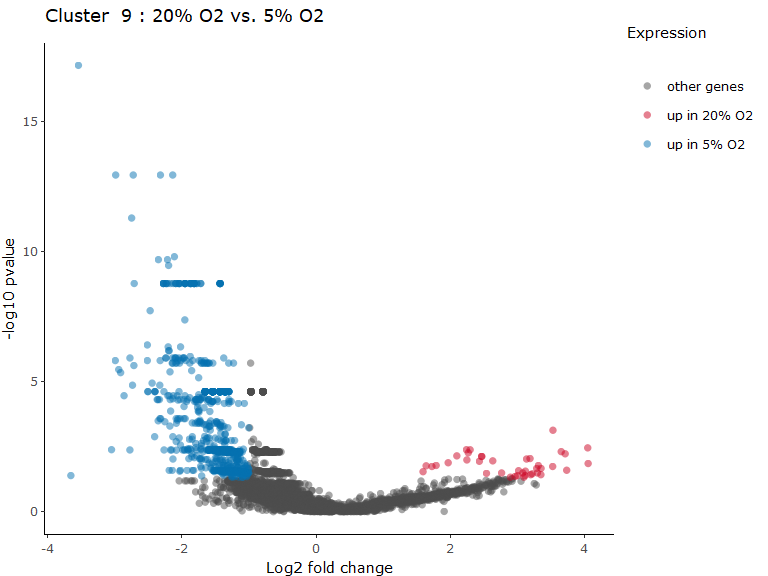 Cluster 9 : 20% O2 vs. 5% O2
Expression
other genes
up in 20% O2
up in 5% O2
15
10
5
0
-log10 pvalue
-4
-2
0
2
4
Log2 fold change